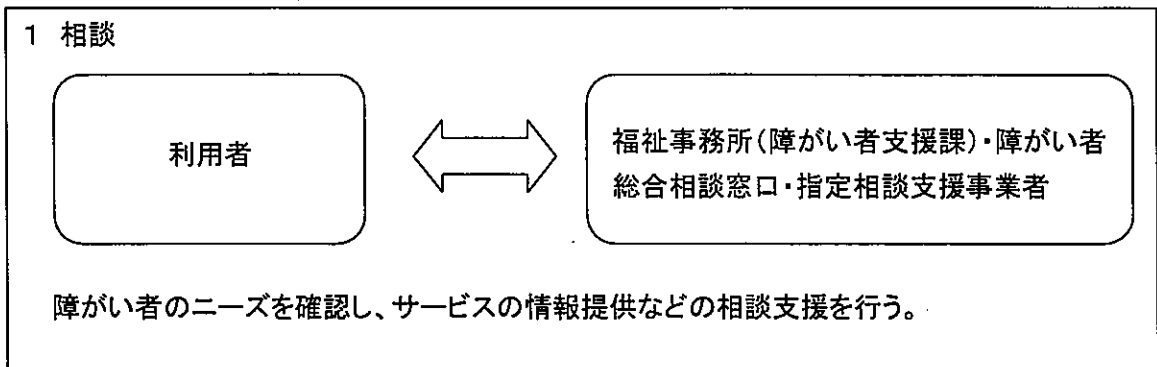 1 相談
利用者
福祉事務所(障がい者支援課)・障がい者
総合相談窓口・指定相談支援事業者
障がい者のニーズを確認し、サービスの情報提供などの相談支援を行う。